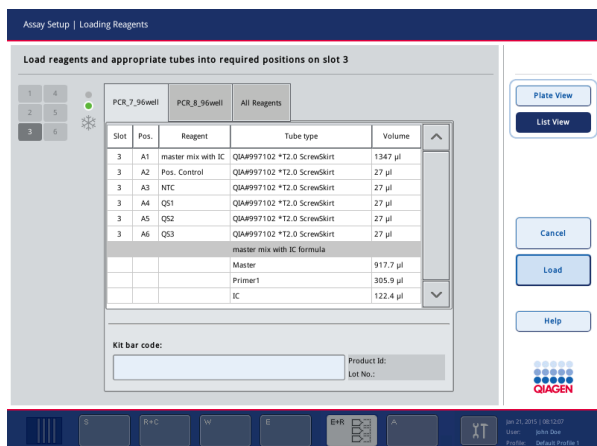 Assay Setup | Loading Reagents
Load reagents and appropriate tubes into required positions on slot 3
1 4
2 5
3 6
PCR_7_96well PCR_8_96well All Reagents
Slot Pos. Reagent Tube type Volume
3 A1 master mix with IC QIA#997102 *T2.0 ScrewSkirt 1347 µl
3 A2 Pos. Control QIA#997102 *T2.0 ScrewSkirt 27 µl
3 A3 NTC QIA#997102 *T2.0 ScrewSkirt 27 µl
3 A4 QS1 QIA#997102 *T2.0 ScrewSkirt 27 µl
3 A5 QS2 QIA#997102 *T2.0 ScrewSkirt 27 µl
3 A6 QS3 QIA#997102 *T2.0 ScrewSkirt 27 µl
master mix with IC formula
Master 917.7 µl
Primer1 305.9 µl
IC 122.4 µl
Kit bar code:
Product Id:
Lot No.:
Plate View
List View
Cancel
Load
Help
QIAGEN
S R+C W E E+R A
Jan 21, 2015 | 08:12:07
User: John Doe
Profile: Default Profile 1